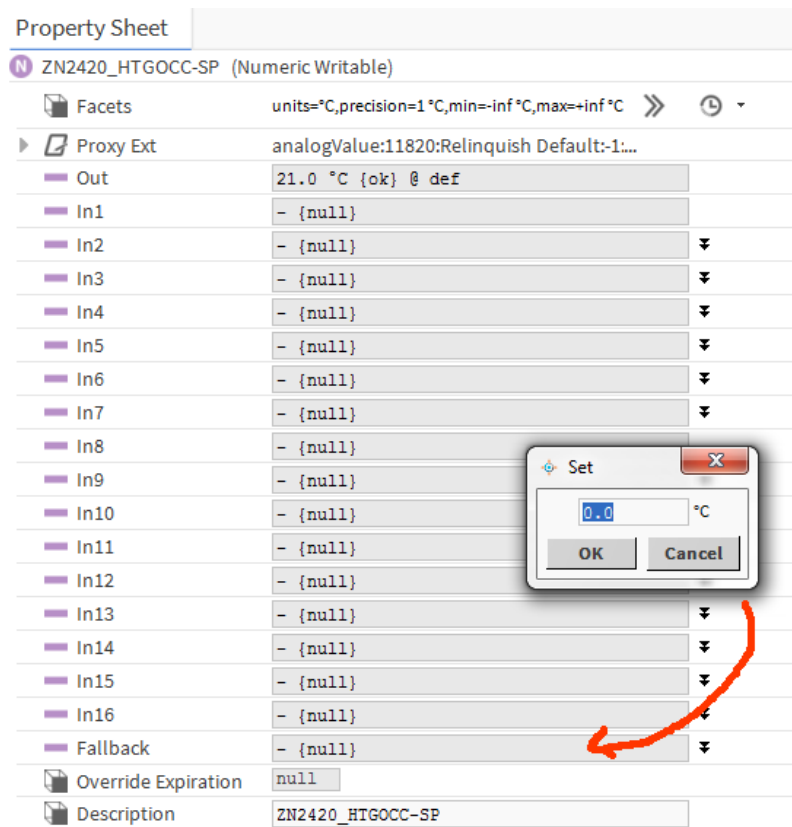 Property Sheet
N ZN2420_HTGOCC-SP (Numeric Writable)
Facets units=°C,precision=1 °C,min=-inf °C,max=+inf °C
Proxy Ext analogValue:11820:Relinquish Default:-1:...
Out 21.0 °C {ok} @ def
In1 - {null}
In2 - {null}
In3 - {null}
In4 - {null}
In5 - {null}
In6 - {null}
In7 - {null}
In8 - {null}
Set
In9 - {null}
In10 - {null} 0.0 °C
In11 - {null} OK Cancel
In12 - {null}
In13 - {null}
In14 - {null}
In15 - {null}
In16 - {null}
Fallback - {null}
Override Expiration null
Description ZN2420_HTGOCC-SP